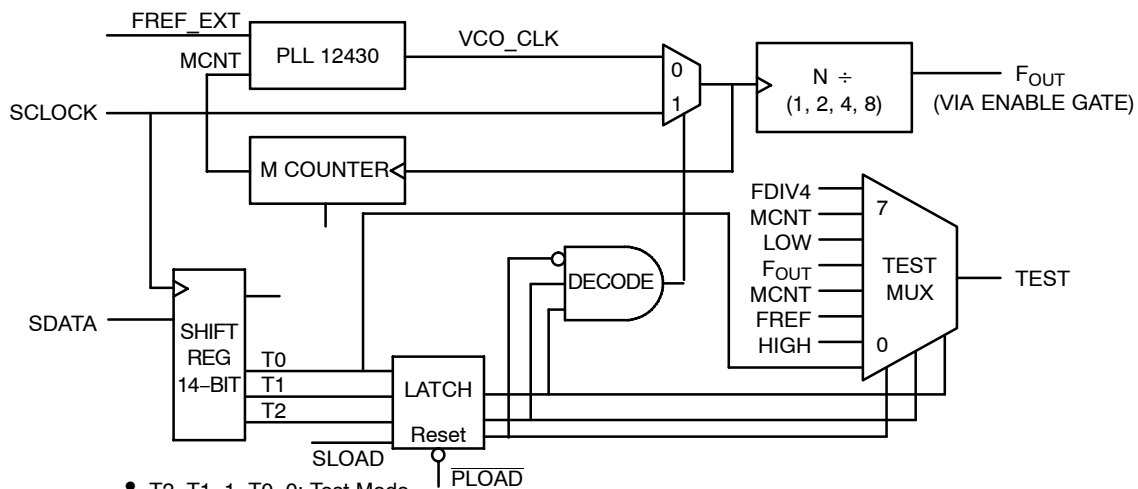 FREF_EXT
MCNT
PLL 12430
VCO_CLK
0
1
N ÷
(1, 2, 4, 8)
FOUT
(VIA ENABLE GATE)
SCLOCK
M COUNTER
FDIV4
MCNT
LOW
FOUT
MCNT
FREF
HIGH
7
TEST
MUX
0
TEST
DECODE
SDATA
SHIFT
REG
14−BIT
T0
T1
T2
LATCH
Reset
SLOAD
PLOAD